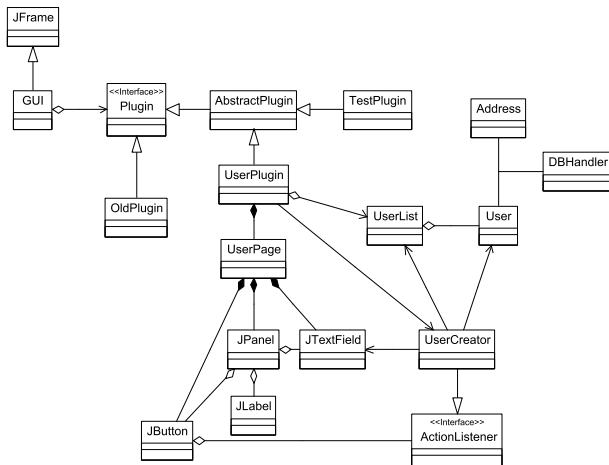 JFrame
GUI
<<Interface>>
Plugin
AbstractPlugin
TestPlugin
Address
DBHandler
OldPlugin
UserPlugin
UserList
User
UserPage
JPanel
JTextField
UserCreator
JLabel
JButton
<<Interface>>
ActionListener